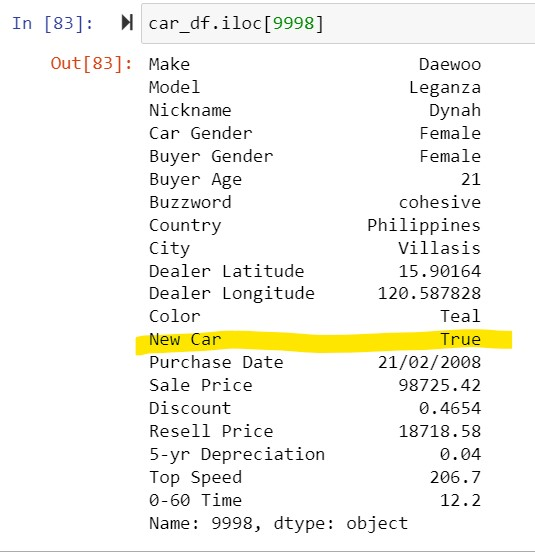 In [83]: car_df.iloc[9998]
Out[83]: Make Daewoo
Model Leganza
Nickname Dynah
Car Gender Female
Buyer Gender Female
Buyer Age 21
Buzzword cohesive
Country Philippines
City Villasis
Dealer Latitude 15.90164
Dealer Longitude 120.587828
Color Teal
New Car True
Purchase Date 21/02/2008
Sale Price 98725.42
Discount 0.4654
Resell Price 18718.58
5-yr Depreciation 0.04
Top Speed 206.7
0-60 Time 12.2
Name: 9998, dtype: object